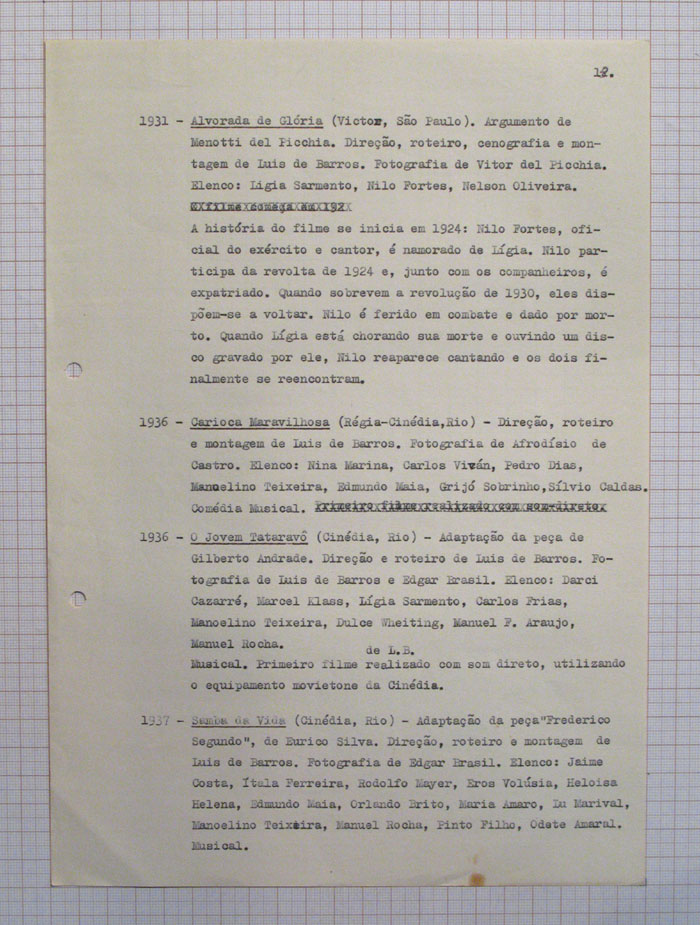 12.
1931 - Alvorada de Glória (Victor, São Paulo). Argumento de
Menotti del Picchia. Direção, roteiro, cenografia e mon-
tagem de Luis de Barros. Fotografia de Vitor del Picchia.
Elenco: Ligia Sarmento, Nilo Fortes, Nelson Oliveira.
O filme começa em 192
A história do filme se inicia em 1924: Nilo Fortes, ofi-
cial do exército e cantor, é namorado de Lígia. Nilo par-
ticipa da revolta de 1924 e, junto com os companheiros, é
expatriado. Quando sobrevem a revolução de 1930, eles dis-
põem-se a voltar. Nilo é ferido em combate e dado por mor-
to. Quando Lígia está chorando sua morte e ouvindo um dis-
co gravado por ele, Nilo reaparece cantando e os dois fi-
nalmente se reencontram.
1936 - Carioca Maravilhosa (Régia-Cinédia,Rio) - Direção, roteiro
e montagem de Luis de Barros. Fotografia de Afrodísio de
Castro. Elenco: Nina Marina, Carlos Viván, Pedro Dias,
Manoelino Teixeira, Edmundo Maia, Grijó Sobrinho,Sílvio Caldas.
Comédia Musical. Primeiro filme realizado com som-direto.
1936 - O Jovem Tataravô (Cinédia, Rio) - Adaptação da peça de
Gilberto Andrade. Direção e roteiro de Luis de Barros. Fo-
tografia de Luis de Barros e Edgar Brasil. Elenco: Darci
Cazarré, Marcel Klass, Lígia Sarmento, Carlos Frias,
Manoelino Teixeira, Dulce Wheiting, Manuel F. Araujo,
Manuel Rocha.
de L.B.
Musical. Primeiro filme realizado com som direto, utilizando
o equipamento movietone da Cinédia.
1937 - Samba da Vida (Cinédia, Rio) - Adaptação da peça"Frederico
Segundo", de Eurico Silva. Direção, roteiro e montagem de
Luis de Barros. Fotografia de Edgar Brasil. Elenco: Jaime
Costa, Ítala Ferreira, Rodolfo Mayer, Eros Volúsia, Heloisa
Helena, Edmundo Maia, Orlando Brito, Maria Amaro, Lu Marival,
Manoelino Teixeira, Manuel Rocha, Pinto Filho, Odete Amaral.
Musical.